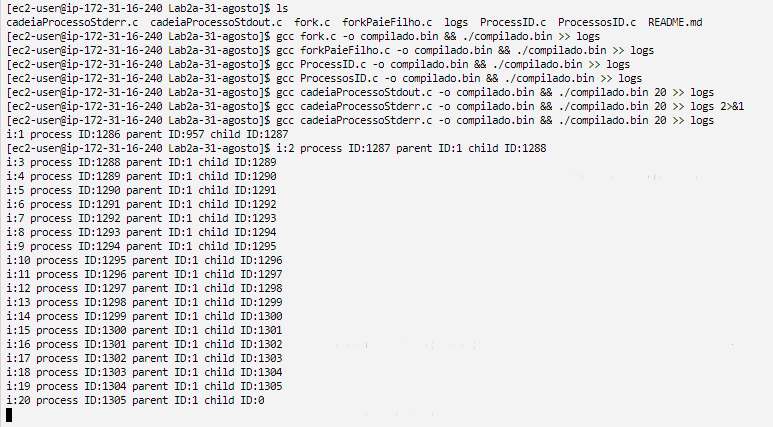 [ec2-user@ip-172-31-16-240 Lab2a-31-agosto]$ ls
cadeiaProcessoStderr.c  cadeiaProcessoStdout.c  fork.c  forkPaieFilho.c  logs  ProcessID.c  ProcessosID.c  README.md
[ec2-user@ip-172-31-16-240 Lab2a-31-agosto]$ gcc fork.c -o compilado.bin && ./compilado.bin >> logs
[ec2-user@ip-172-31-16-240 Lab2a-31-agosto]$ gcc forkPaieFilho.c -o compilado.bin && ./compilado.bin >> logs
[ec2-user@ip-172-31-16-240 Lab2a-31-agosto]$ gcc ProcessID.c -o compilado.bin && ./compilado.bin >> logs
[ec2-user@ip-172-31-16-240 Lab2a-31-agosto]$ gcc ProcessosID.c -o compilado.bin && ./compilado.bin >> logs
[ec2-user@ip-172-31-16-240 Lab2a-31-agosto]$ gcc cadeiaProcessoStdout.c -o compilado.bin && ./compilado.bin 20 >> logs
[ec2-user@ip-172-31-16-240 Lab2a-31-agosto]$ gcc cadeiaProcessoStderr.c -o compilado.bin && ./compilado.bin 20 >> logs 2>&1
[ec2-user@ip-172-31-16-240 Lab2a-31-agosto]$ gcc cadeiaProcessoStderr.c -o compilado.bin && ./compilado.bin 20 >> logs
i:1 process ID:1286 parent ID:957 child ID:1287
[ec2-user@ip-172-31-16-240 Lab2a-31-agosto]$ i:2 process ID:1287 parent ID:1 child ID:1288
i:3 process ID:1288 parent ID:1 child ID:1289
i:4 process ID:1289 parent ID:1 child ID:1290
i:5 process ID:1290 parent ID:1 child ID:1291
i:6 process ID:1291 parent ID:1 child ID:1292
i:7 process ID:1292 parent ID:1 child ID:1293
i:8 process ID:1293 parent ID:1 child ID:1294
i:9 process ID:1294 parent ID:1 child ID:1295
i:10 process ID:1295 parent ID:1 child ID:1296
i:11 process ID:1296 parent ID:1 child ID:1297
i:12 process ID:1297 parent ID:1 child ID:1298
i:13 process ID:1298 parent ID:1 child ID:1299
i:14 process ID:1299 parent ID:1 child ID:1300
i:15 process ID:1300 parent ID:1 child ID:1301
i:16 process ID:1301 parent ID:1 child ID:1302
i:17 process ID:1302 parent ID:1 child ID:1303
i:18 process ID:1303 parent ID:1 child ID:1304
i:19 process ID:1304 parent ID:1 child ID:1305
i:20 process ID:1305 parent ID:1 child ID:0